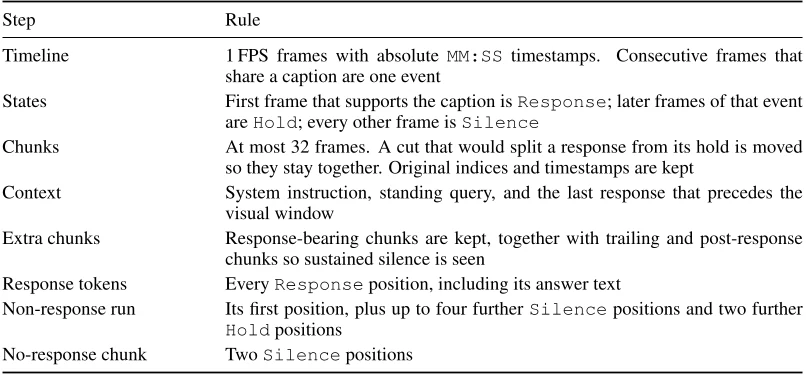 Step Rule
Timeline 1 FPS frames with absolute MM:SS timestamps. Consecutive frames that
share a caption are one event
States First frame that supports the caption is Response; later frames of that event
are Hold; every other frame is Silence
Chunks At most 32 frames. A cut that would split a response from its hold is moved
so they stay together. Original indices and timestamps are kept
Context System instruction, standing query, and the last response that precedes the
visual window
Extra chunks Response-bearing chunks are kept, together with trailing and post-response
chunks so sustained silence is seen
Response tokens Every Response position, including its answer text
Non-response run Its first position, plus up to four further Silence positions and two further
Hold positions
No-response chunk Two Silence positions